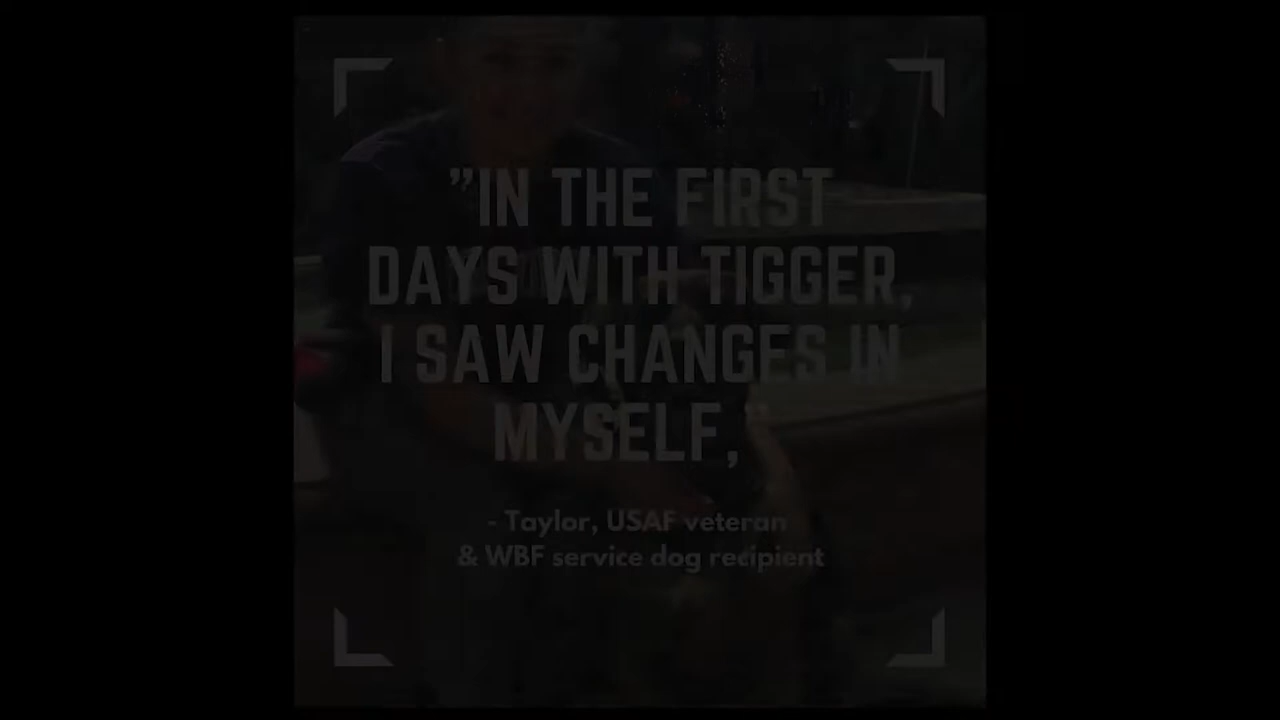 "IN THE FIRST
DAYS WITH TIGGER,
I SAW CHANGES IN
MYSELF,"
- Taylor, USAF veteran
& WBF service dog recipient